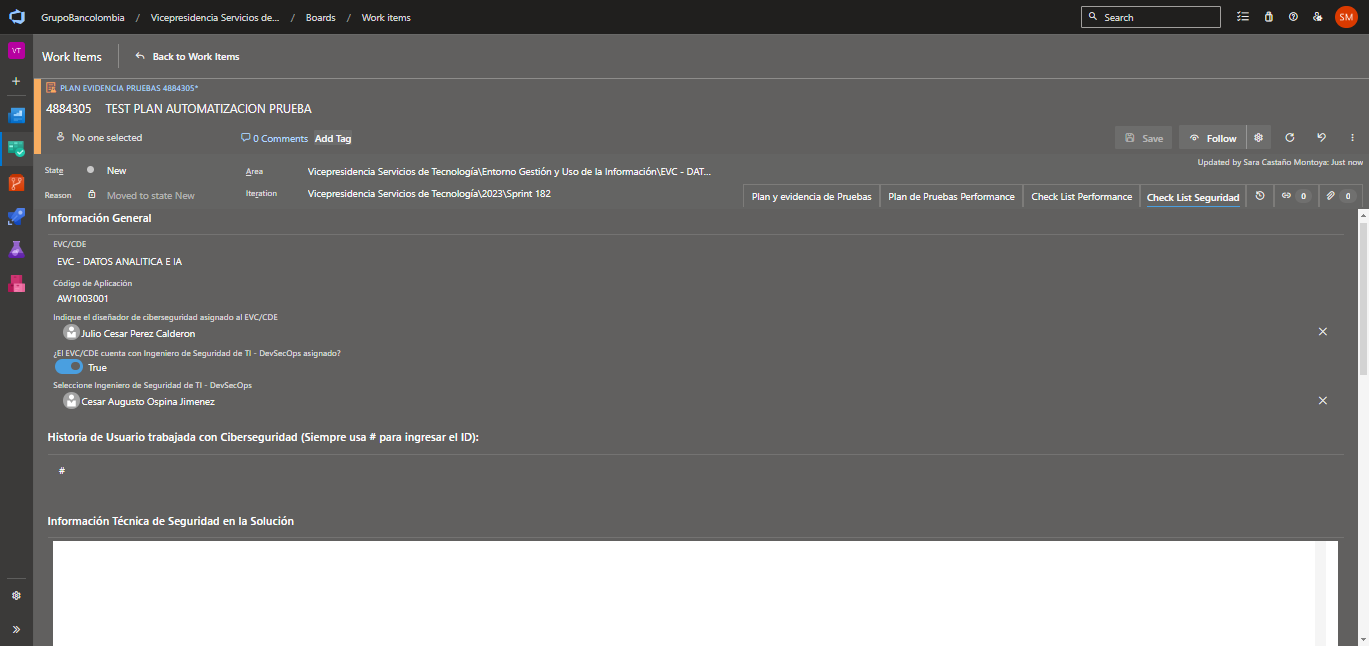 GrupoBancolombia / Vicepresidencia Servicios de... / Boards / Work items
Search
SM
VT
Work Items
Back to Work Items
PLAN EVIDENCIA PRUEBAS 4884305*
4884305 TEST PLAN AUTOMATIZACION PRUEBA
No one selected
0 Comments
Add Tag
Save
Follow
State
New
Area
Vicepresidencia Servicios de Tecnología\Entorno Gestión y Uso de la Información\EVC - DAT...
Updated by Sara Castaño Montoya: Just now
Reason
Moved to state New
Iteration
Vicepresidencia Servicios de Tecnología\2023\Sprint 182
Plan y evidencia de Pruebas
Plan de Pruebas Performance
Check List Performance
Check List Seguridad
0
0
Información General
EVC/CDE
EVC - DATOS ANALITICA E IA
Código de Aplicación
AW1003001
Indique el diseñador de ciberseguridad asignado al EVC/CDE
Julio Cesar Perez Calderon
¿El EVC/CDE cuenta con Ingeniero de Seguridad de TI - DevSecOps asignado?
True
Seleccione Ingeniero de Seguridad de TI - DevSecOps
Cesar Augusto Ospina Jimenez
Historia de Usuario trabajada con Ciberseguridad (Siempre usa # para ingresar el ID):
#
Información Técnica de Seguridad en la Solución